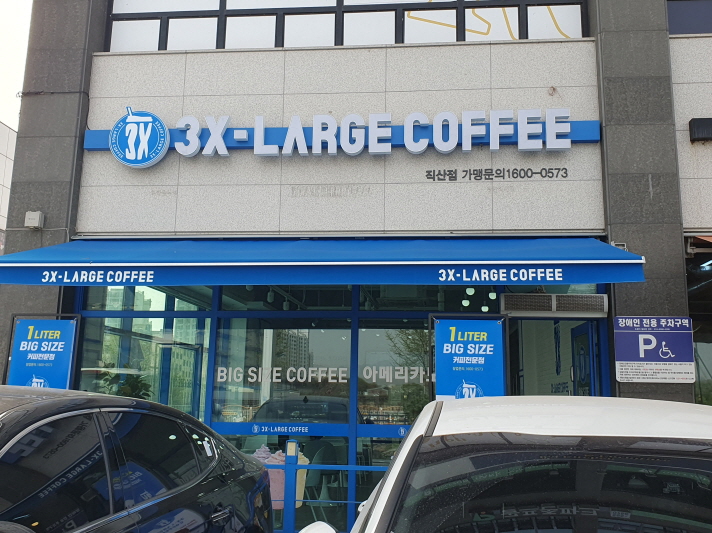 3X
3X-LARGE COFFEE
직산점 가맹문의1600-0573
3X-LARGE COFFEE
3X-LARGE COFFEE
1 LITER
BIG SIZE
커피전문점
1 LITER
BIG SIZE
커피전문점
장애인 전용 주차구역
P
BIG SIZE COFFEE
아메리카
3X-LARGE COFFEE